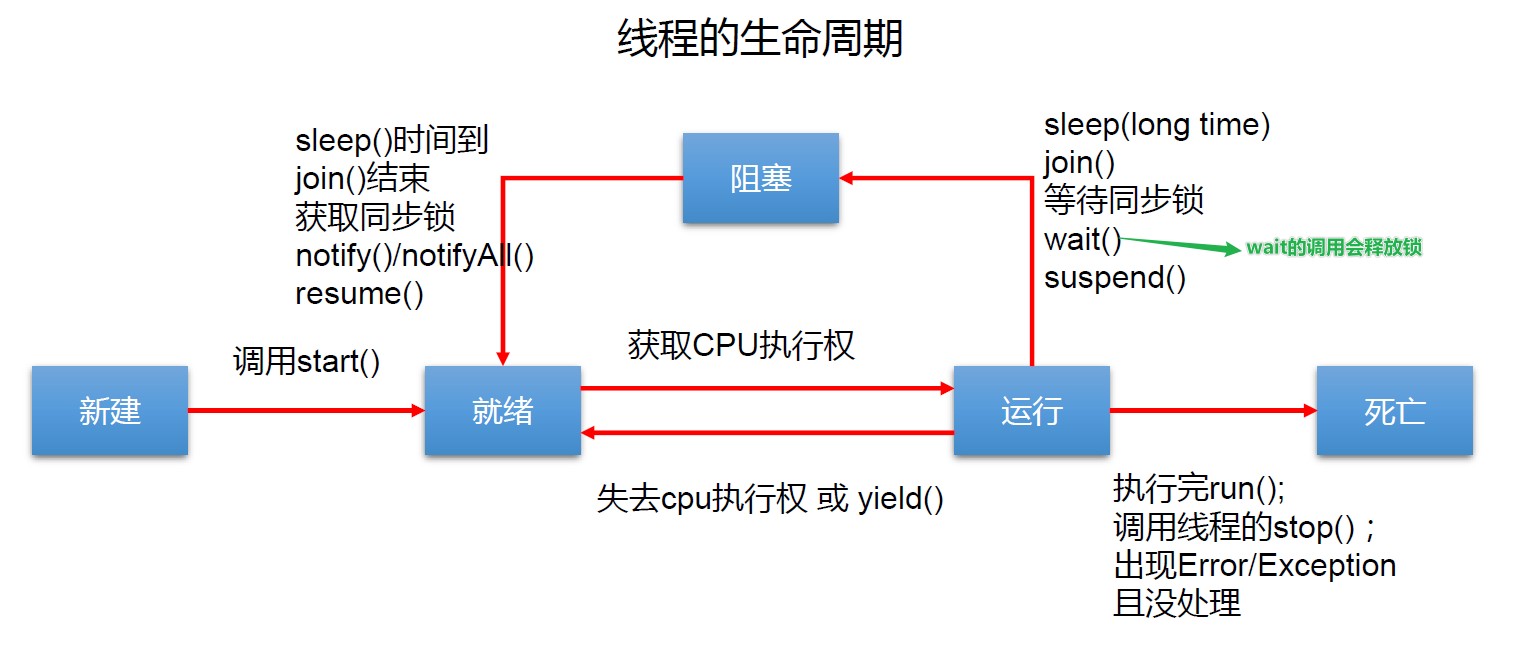 线程的生命周期
sleep()时间到
join()结束
获取同步锁
notify()/notifyAll()
resume()
阻塞
sleep(long time)
join()
等待同步锁
wait()
wait的调用会释放锁
suspend()
调用start()
获取CPU执行权
新建
就绪
运行
死亡
失去cpu执行权 或 yield()
执行完run();
调用线程的stop()；
出现Error/Exception
且没处理